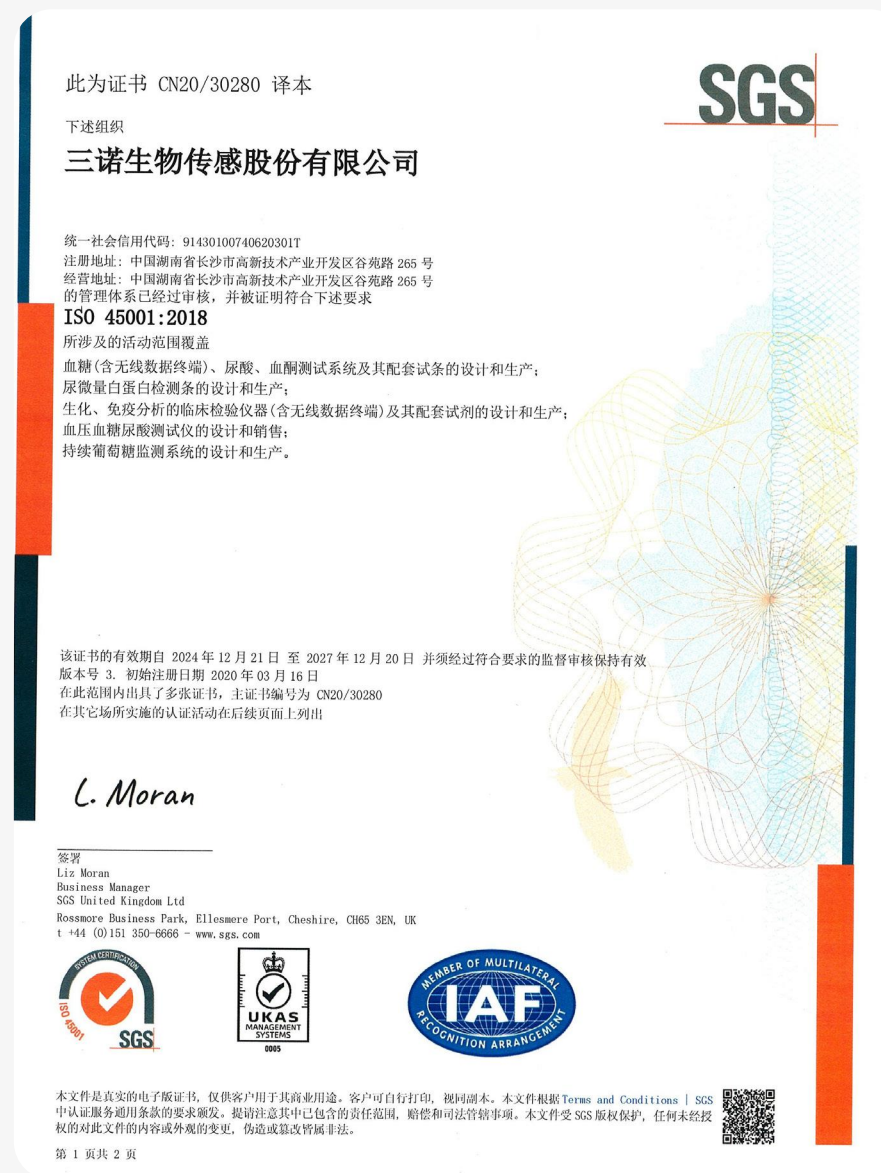 此为证书 CN20/30280 译本
SGS
下述组织
三诺生物传感股份有限公司
统一社会信用代码: 91430100740620301T
注册地址: 中国湖南省长沙市高新技术产业开发区谷苑路 265 号
经营地址: 中国湖南省长沙市高新技术产业开发区谷苑路 265 号
的管理体系已经过审核, 并被证明符合下述要求
ISO 45001:2018
所涉及的活动范围覆盖
血糖(含无线数据终端)、尿酸、血酮测试系统及其配套试条的设计和生产;
尿微量白蛋白检测条的设计和生产;
生化、免疫分析的临床检验仪器(含无线数据终端)及其配套试剂的设计和生产;
血压血糖尿酸测试仪的设计和销售;
持续葡萄糖监测系统的设计和生产。
该证书的有效期自 2024 年 12 月 21 日 至 2027 年 12 月 20 日 并须经过符合要求的监督审核保持有效
版本号 3. 初始注册日期 2020 年 03 月 16 日
在此范围内出具了多张证书, 主证书编号为 CN20/30280
在其它场所实施的认证活动在后续页面上列出
L. Moran
签署
Liz Moran
Business Manager
SGS United Kingdom Ltd
Rossmore Business Park, Ellesmere Port, Cheshire, CH65 3EN, UK
t +44 (0)151 350-6666 - www.sgs.com
SYSTEM CERTIFICATION
ISO 45001
SGS
UKAS
MANAGEMENT
SYSTEMS
0005
MEMBER OF MULTILATERAL
IAF
RECOGNITION ARRANGEMENT
本文件是真实的电子版证书, 仅供客户用于其商业用途。客户可自行打印, 视同副本。本文件根据 Terms and Conditions | SGS
中认证服务通用条款的要求颁发。提请注意其中已包含的责任范围, 赔偿和司法管辖事项。本文件受 SGS 版权保护, 任何未经授
权的对此文件的内容或外观的变更, 伪造或篡改皆属非法。
第 1 页共 2 页